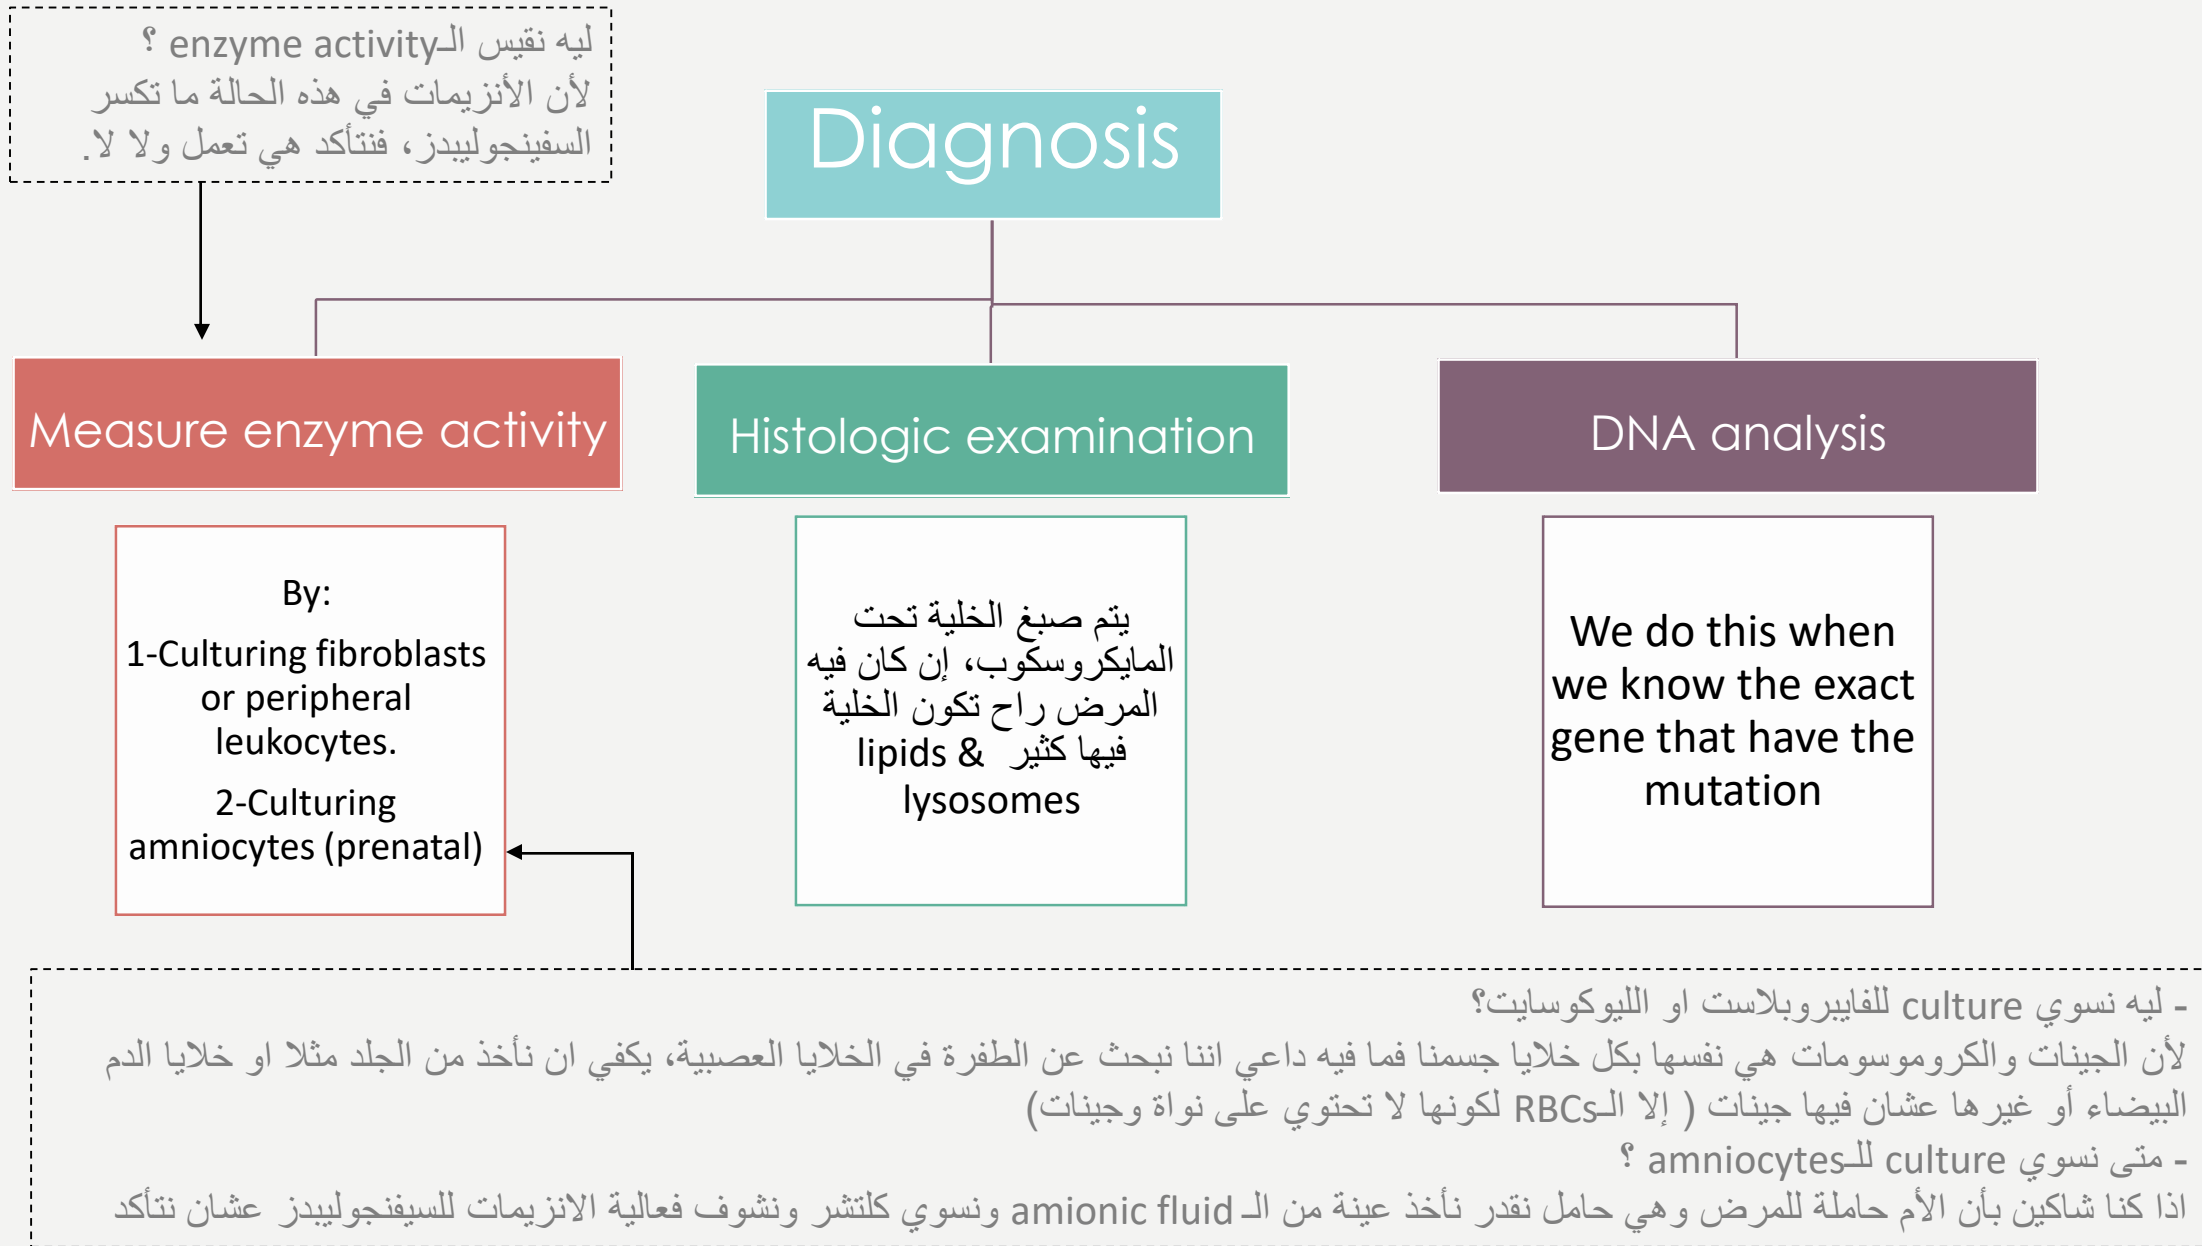 ليه نقيس الـenzyme activity ؟
لأن الأنزيمات في هذه الحالة ما تكسر
السفينجوليبدز، فنتأكد هي تعمل ولا لا.
Diagnosis
Measure enzyme activity
Histologic examination
DNA analysis
By:
1-Culturing fibroblasts
or peripheral
leukocytes.
2-Culturing
amniocytes (prenatal)
يتم صبغ الخلية تحت
المايكروسكوب، إن كان فيه
المرض راح تكون الخلية
فيها كثير lipids &
lysosomes
We do this when
we know the exact
gene that have the
mutation
- ليه نسوي culture للفايبروبلاست او الليوكوسايت؟
لأن الجينات والكروموسومات هي نفسها بكل خلايا جسمنا فما فيه داعي اننا نبحث عن الطفرة في الخلايا العصبية، يكفي ان نأخذ من الجلد مثلا او خلايا الدم
البيضاء أو غيرها عشان فيها جينات ( إلا الـRBCs لكونها لا تحتوي على نواة وجينات)
- متى نسوي culture للـamniocytes ؟
اذا كنا شاكين بأن الأم حاملة للمرض وهي حامل نقدر نأخذ عينة من الـ amionic fluid ونسوي كلتشر ونشوف فعالية الانزيمات للسيفنجوليبدز عشان نتأكد